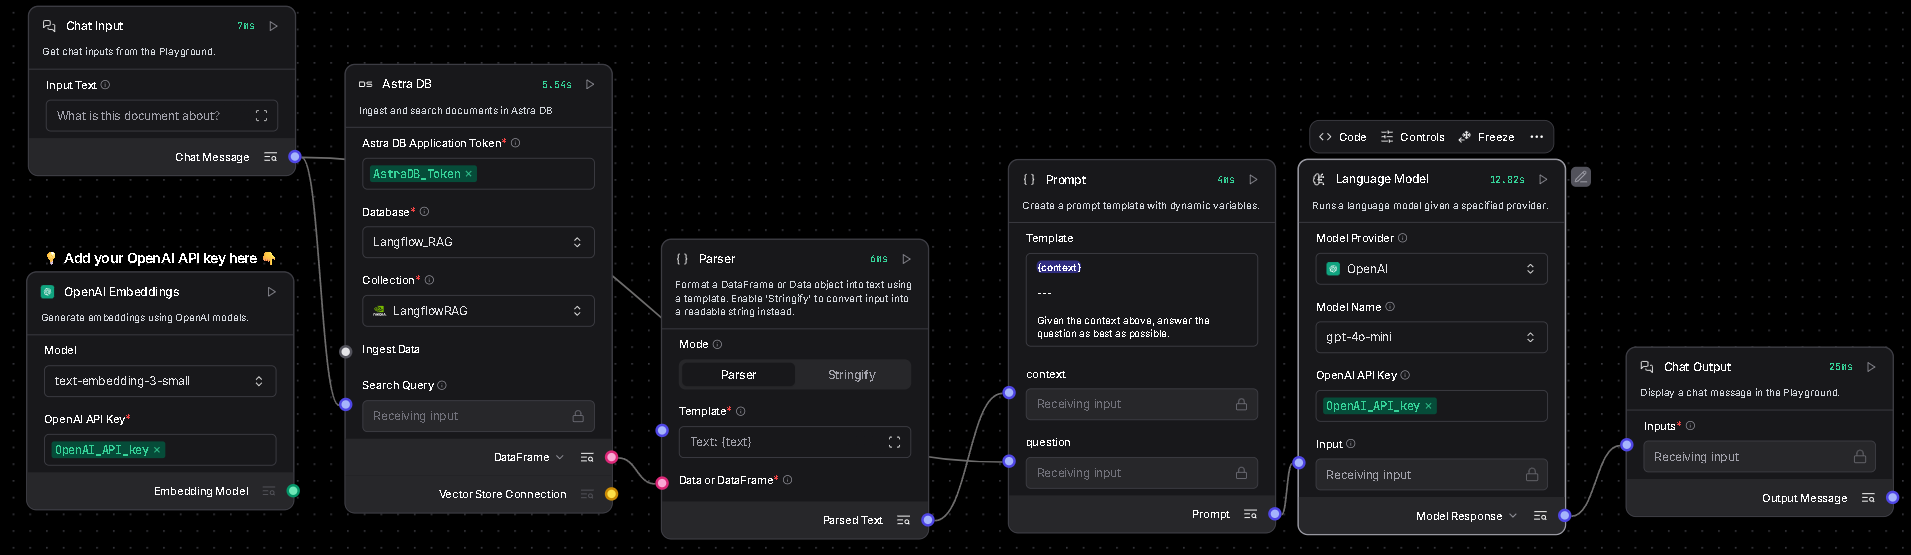 Chat Input
7ms
Get chat inputs from the Playground.
Input Text
What is this document about?
Chat Message
💡 Add your OpenAI API key here 👇
OpenAI Embeddings
Generate embeddings using OpenAI models.
Model
text-embedding-3-small
OpenAI API Key*
OpenAI_API_key ×
Embedding Model
DS Astra DB
5.54s
Ingest and search documents in Astra DB
Astra DB Application Token*
AstraDB_Token ×
Database*
Langflow_RAG
Collection*
LangflowRAG
Ingest Data
Search Query
Receiving input
DataFrame
Vector Store Connection
{} Parser
6ms
Format a DataFrame or Data object into text using
a template. Enable 'Stringify' to convert input into
a readable string instead.
Mode
Parser
Stringify
Template*
Text: {text}
Data or DataFrame*
Parsed Text
{} Prompt
4ms
Create a prompt template with dynamic variables.
Template
{context}
---
Given the context above, answer the
question as best as possible.
context
Receiving input
question
Receiving input
Prompt
<> Code
Controls
Freeze
...
Language Model
12.82s
Runs a language model given a specified provider.
Model Provider
OpenAI
Model Name
gpt-4o-mini
OpenAI API Key
OpenAI_API_key ×
Input
Receiving input
Model Response
Chat Output
25ms
Display a chat message in the Playground.
Inputs*
Receiving input
Output Message